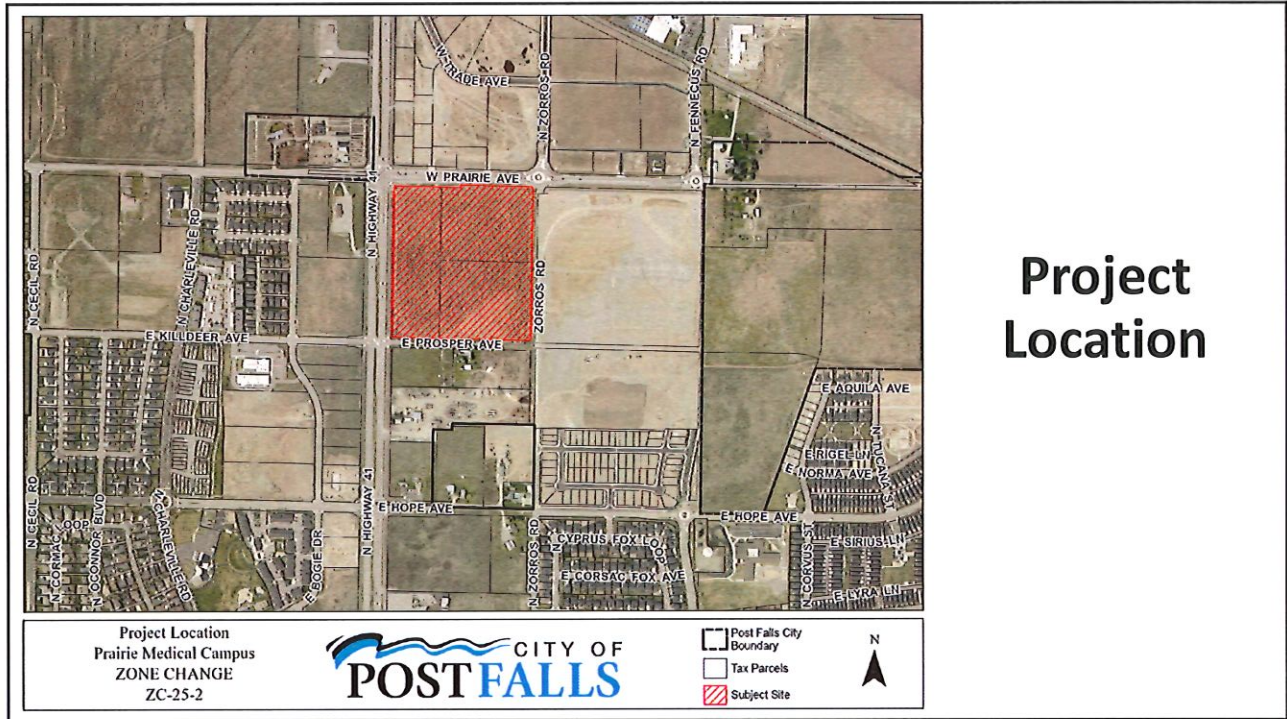 W TRADE AVE
N ZORROS RD
N FENNECUS RD
W PRAIRIE AVE
N CECIL RD
N CHARLEVILLE RD
N HIGHWAY 41
ZORROS RD
E KILLDEER AVE
E PROSPER AVE
Project
Location
E AQUILA AVE
E RIGEL LN
E NORMA AVE
N TUCANA ST
N CECIL RD
N CORMAC LOOP
N OCONNOR BLVD
N CHARLEVILLE RD
E BOGIE DR
N HIGHWAY 41
E HOPE AVE
E HOPE AVE
N ZORROS RD
N CYPRUS FOX LOOP
E CORSAC FOX AVE
N CORVUS ST
E SIRIUS LN
E LYRA LN
Project Location
Prairie Medical Campus
ZONE CHANGE
ZC-25-2
CITY OF
POST FALLS
Post Falls City
Boundary
Tax Parcels
Subject Site
N